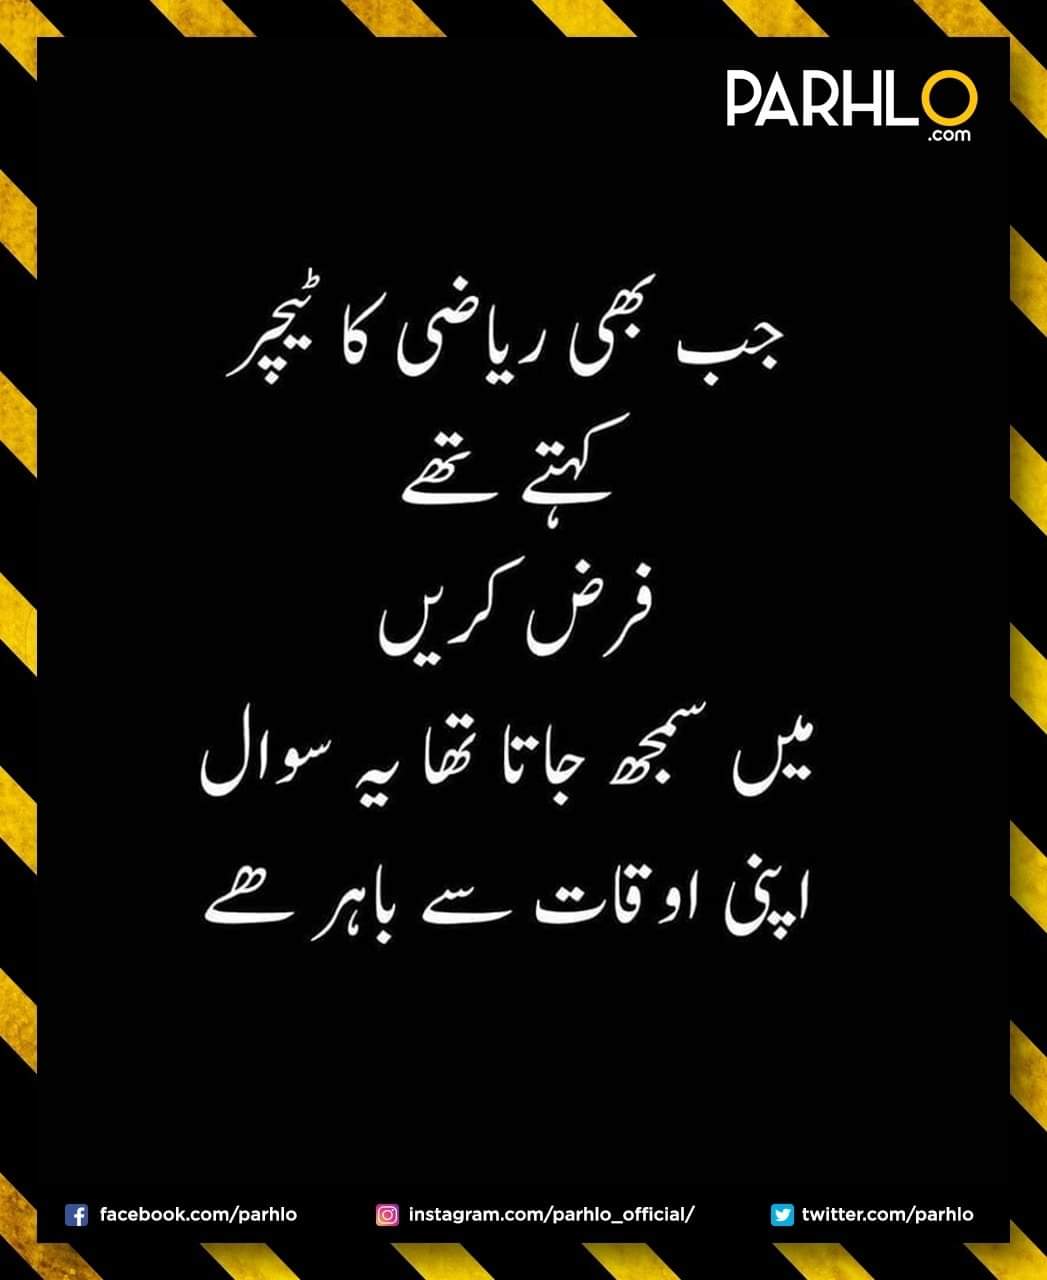 PARHLO
.com
جب بھی ریاضی کا ٹیچر
کہتے تھے
فرض کریں
میں سمجھ جاتا تھا یہ سوال
اپنی اوقات سے باہر ھے
facebook.com/parhlo
instagram.com/parhlo_official/
twitter.com/parhlo